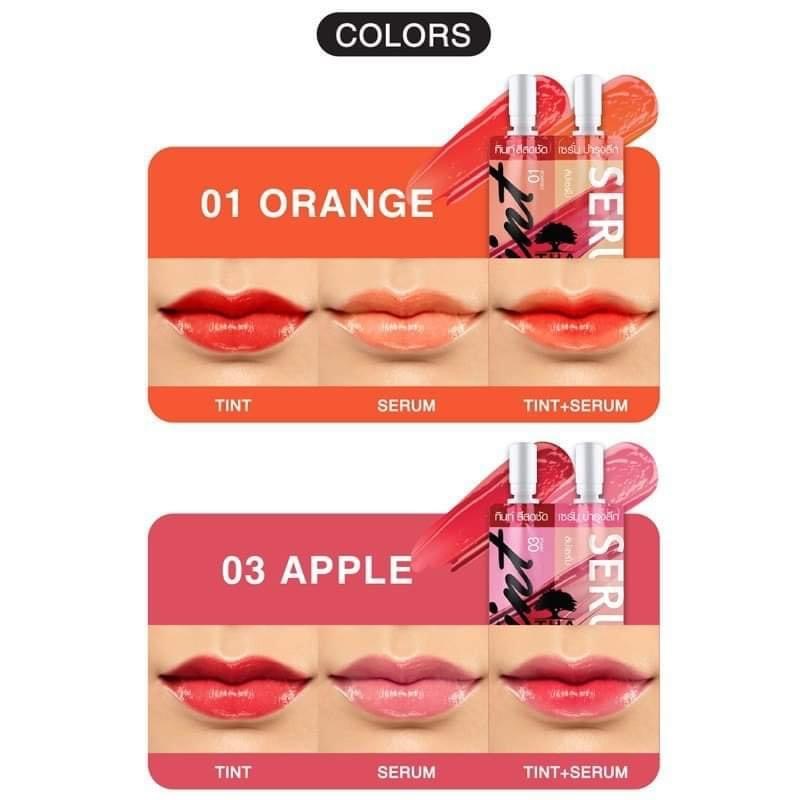 COLORS
01 ORANGE
ทินท์ สีสดชัด
เซรั่ม บำรุงลึก
01
SERU
TINT
SERUM
TINT+SERUM
03 APPLE
ทินท์ สีสดชัด
เซรั่ม บำรุงลึก
03
SERU
TINT
SERUM
TINT+SERUM